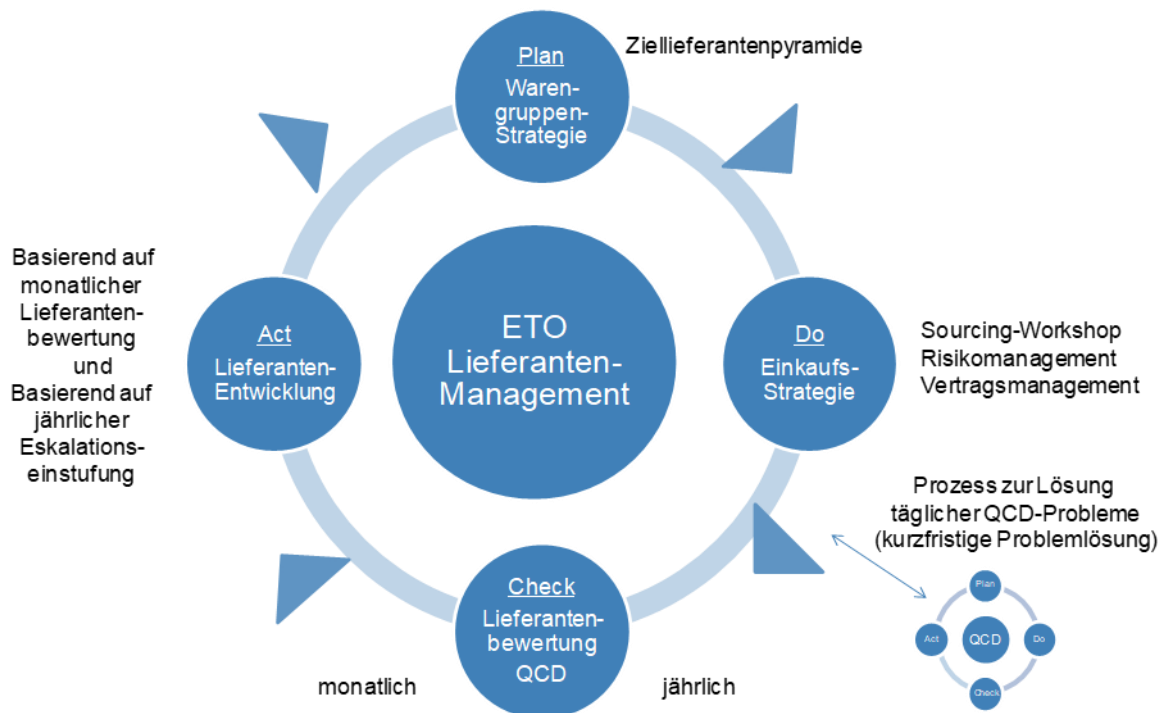 Plan
Waren-
gruppen-
Strategie
Ziellieferantenpyramide
Basierend auf
monatlicher
Lieferanten-
bewertung
und
Basierend auf
jährlicher
Eskalations-
einstufung
Act
Lieferanten-
Entwicklung
ETO
Lieferanten-
Management
Do
Einkaufs-
Strategie
Sourcing-Workshop
Risikomanagement
Vertragsmanagement
Check
Lieferanten-
bewertung
QCD
monatlich
jährlich
Prozess zur Lösung
täglicher QCD-Probleme
(kurzfristige Problemlösung)
Plan
Act
QCD
Do
Check